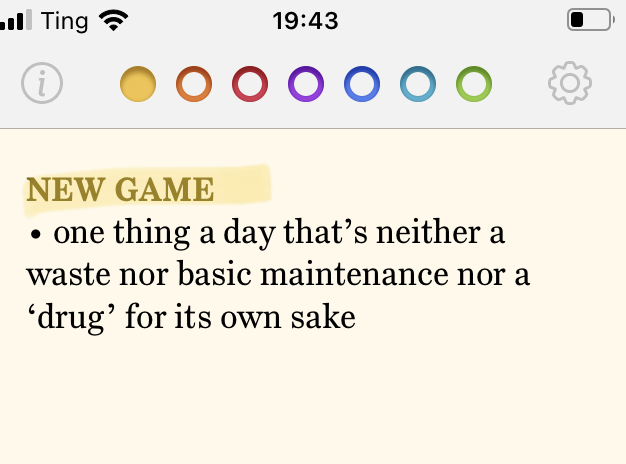 Ting
19:43
i
NEW GAME
• one thing a day that’s neither a
waste nor basic maintenance nor a
‘drug’ for its own sake